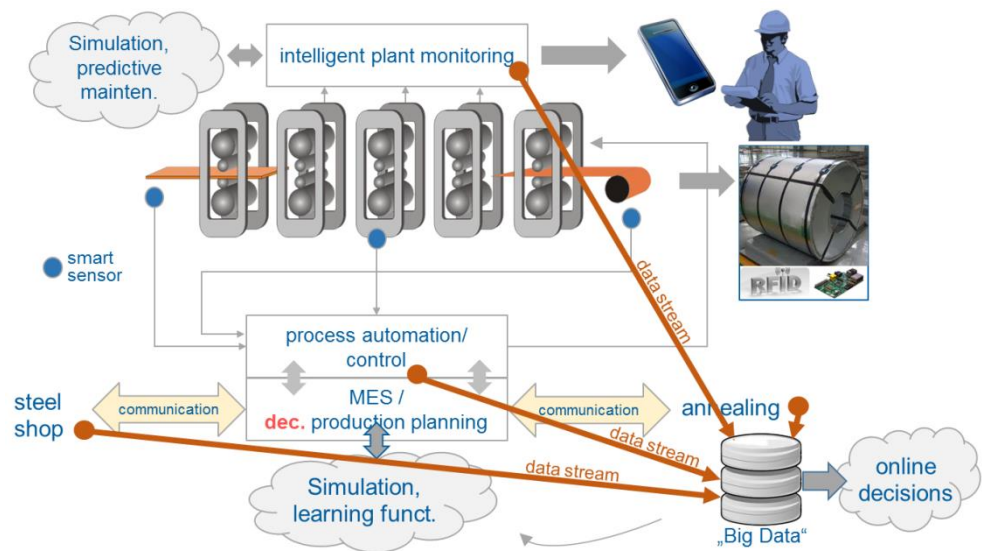 Simulation,
predictive
mainten.
intelligent plant monitoring
smart
sensor
data stream
RFID
process automation/
control
steel
shop
communication
MES /
dec. production planning
communication
annealing
data stream
data stream
Simulation,
learning funct.
online
decisions
„Big Data“